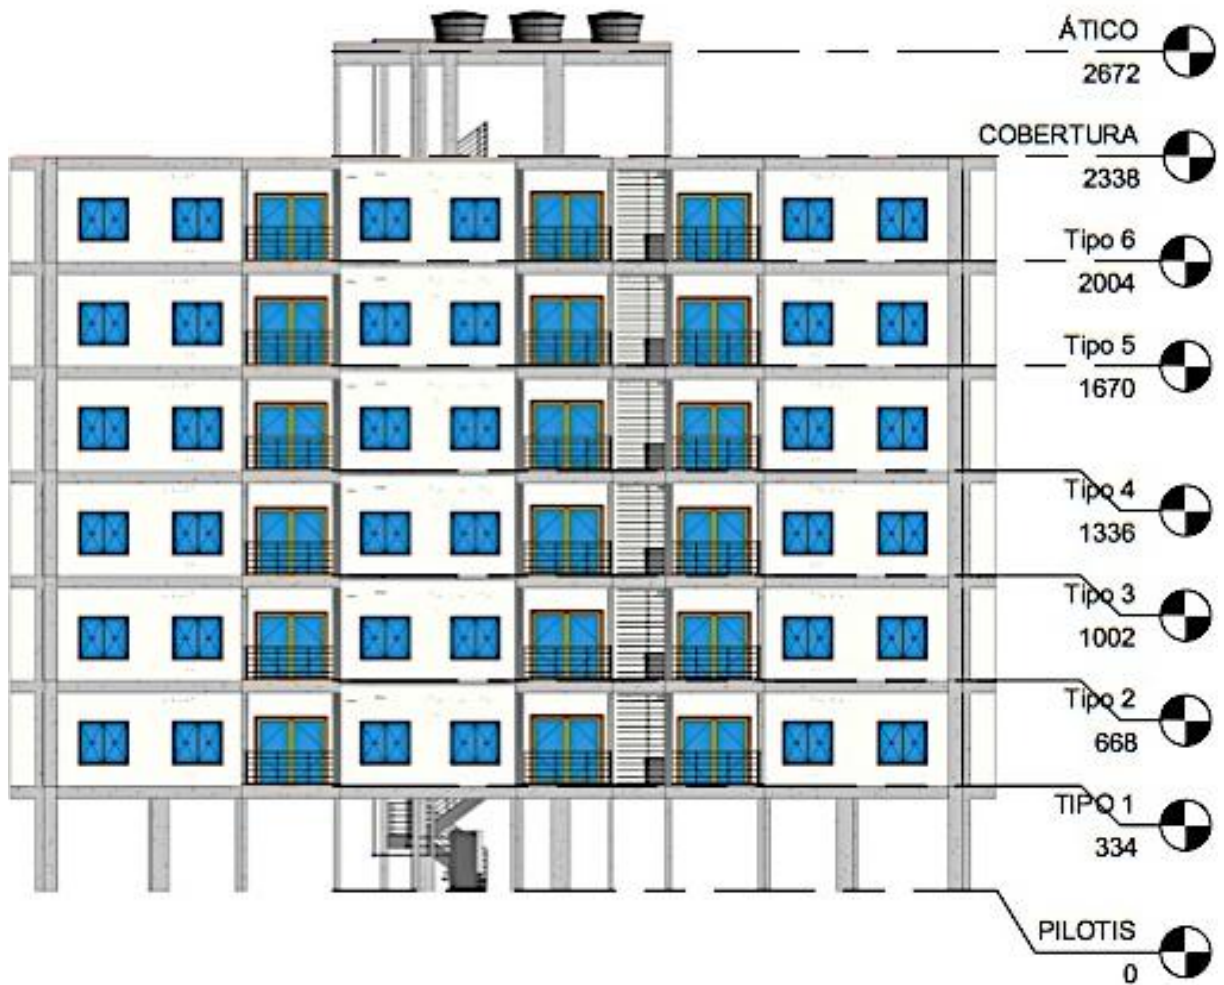 ÁTICO
2672
COBERTURA
2338
Tipo 6
2004
Tipo 5
1670
Tipo 4
1336
Tipo 3
1002
Tipo 2
668
TIPO 1
334
PILOTIS
0